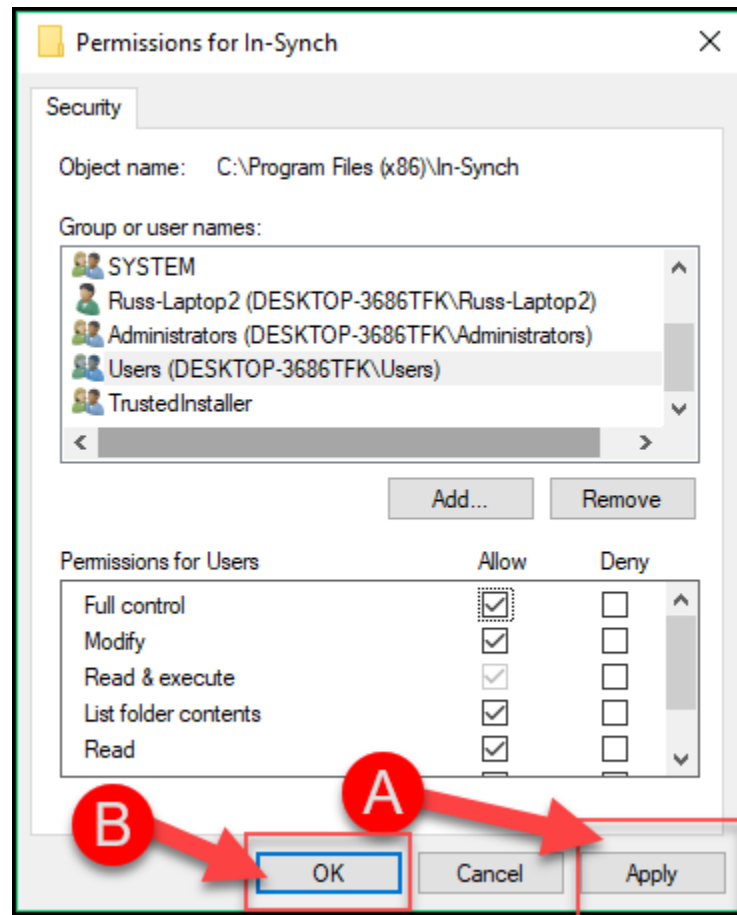 Permissions for In-Synch
Security
Object name: C:\Program Files (x86)\In-Synch
Group or user names:
SYSTEM
Russ-Laptop2 (DESKTOP-3686TFK\Russ-Laptop2)
Administrators (DESKTOP-3686TFK\Administrators)
Users (DESKTOP-3686TFK\Users)
TrustedInstaller
Add... Remove
Permissions for Users Allow Deny
Full control
Modify
Read & execute
List folder contents
Read
A
B
OK Cancel Apply